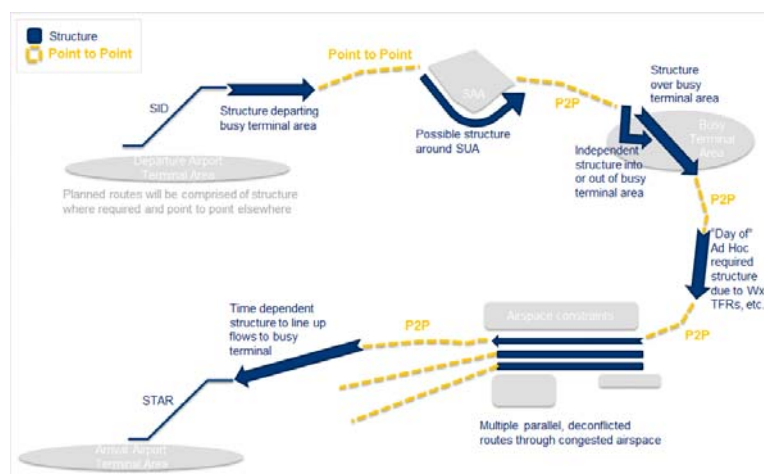 Structure
Point to Point
Point to Point
SID
Structure departing
busy terminal area
SAA
Possible structure
around SUA
P2P
Structure
over busy
terminal area
Busy
Terminal
Area
Independent
structure into
or out of busy
terminal area
Departure Airport
Terminal Area
Planned routes will be comprised of structure
where required and point to point elsewhere
P2P
"Day of"
Ad Hoc
required
structure
due to Wx
TFRs, etc.
P2P
Airspace constraints
P2P
Time dependent
structure to line up
flows to busy
terminal
STAR
Multiple parallel, deconflicted
routes through congested airspace
Arrival Airport
Terminal Area